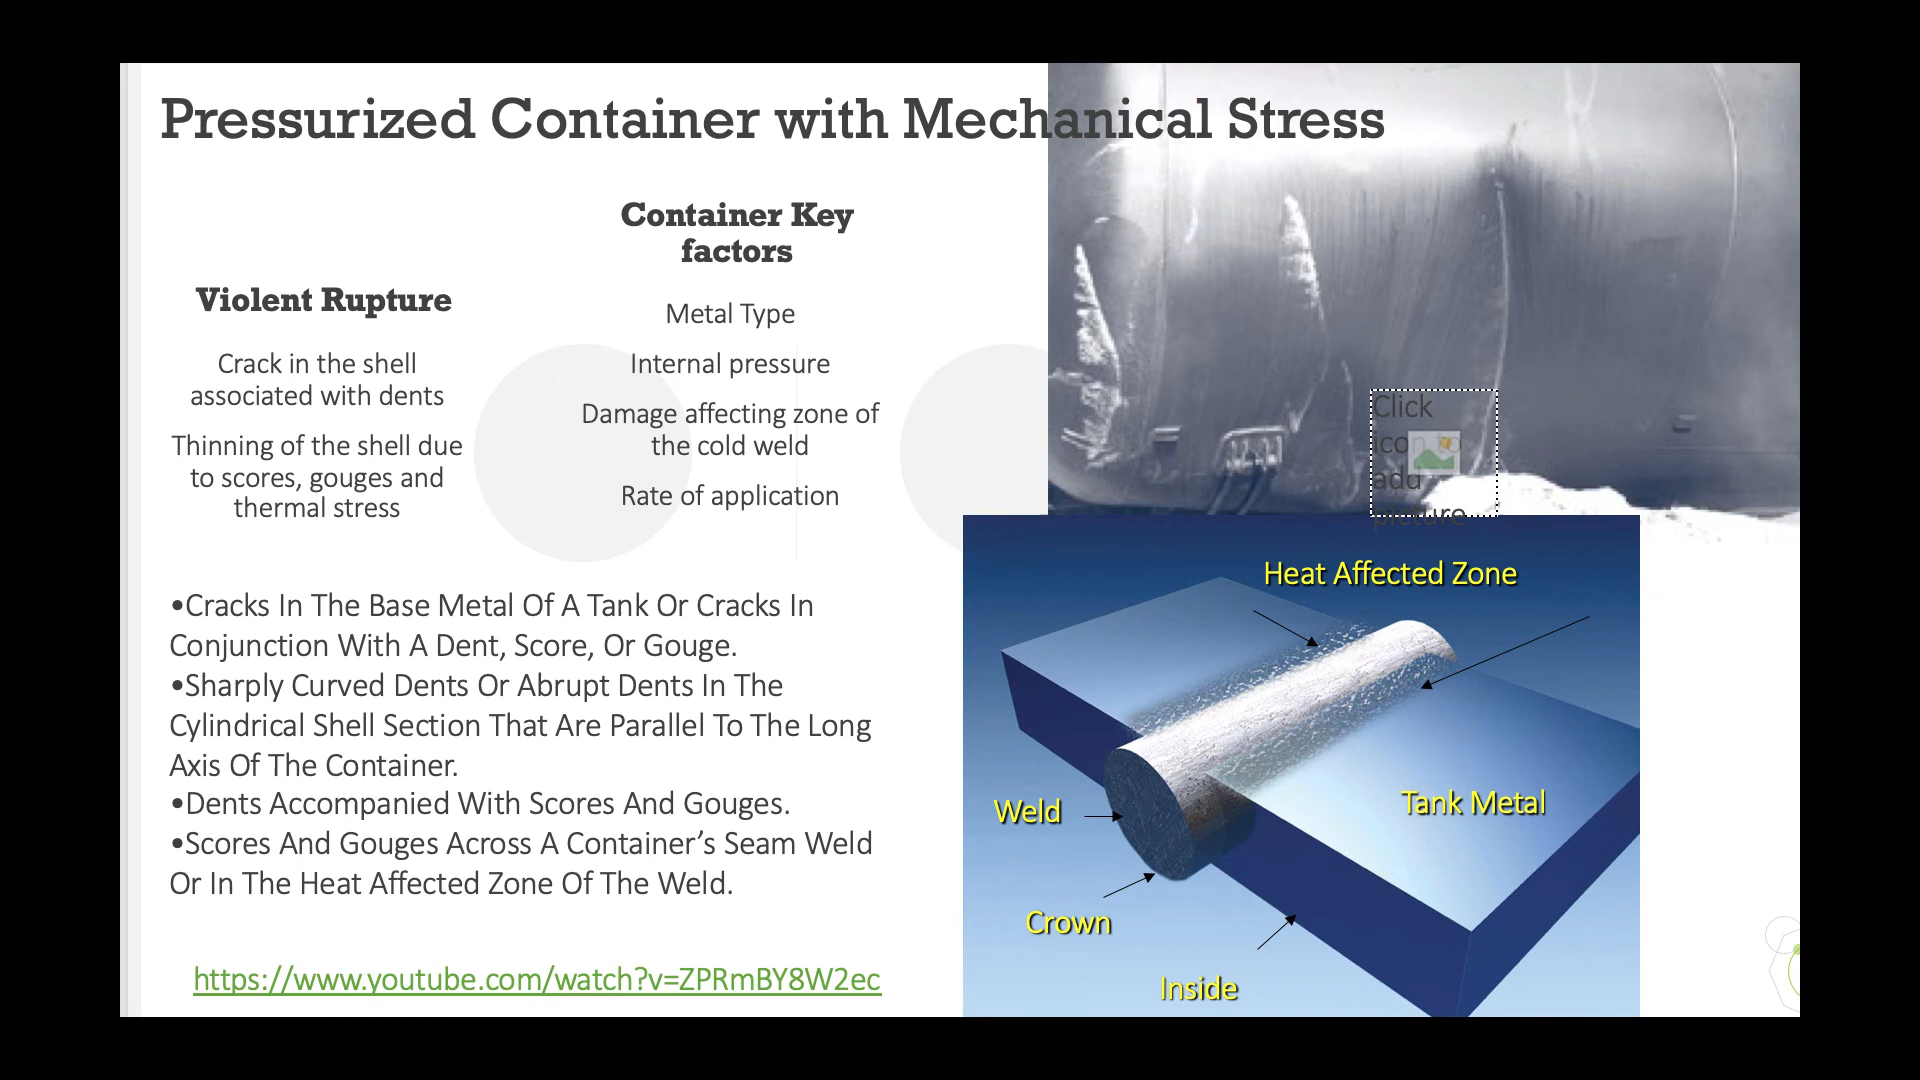 Pressurized Container with Mechanical Stress
Violent Rupture
Crack in the shell
associated with dents
Thinning of the shell due
to scores, gouges and
thermal stress
Container Key
factors
Metal Type
Internal pressure
Damage affecting zone of
the cold weld
Rate of application
Click
icon to
add
picture
•Cracks In The Base Metal Of A Tank Or Cracks In
Conjunction With A Dent, Score, Or Gouge.
•Sharply Curved Dents Or Abrupt Dents In The
Cylindrical Shell Section That Are Parallel To The Long
Axis Of The Container.
•Dents Accompanied With Scores And Gouges.
•Scores And Gouges Across A Container’s Seam Weld
Or In The Heat Affected Zone Of The Weld.
https://www.youtube.com/watch?v=ZPRmBY8W2ec
Heat Affected Zone
Weld
Tank Metal
Crown
Inside